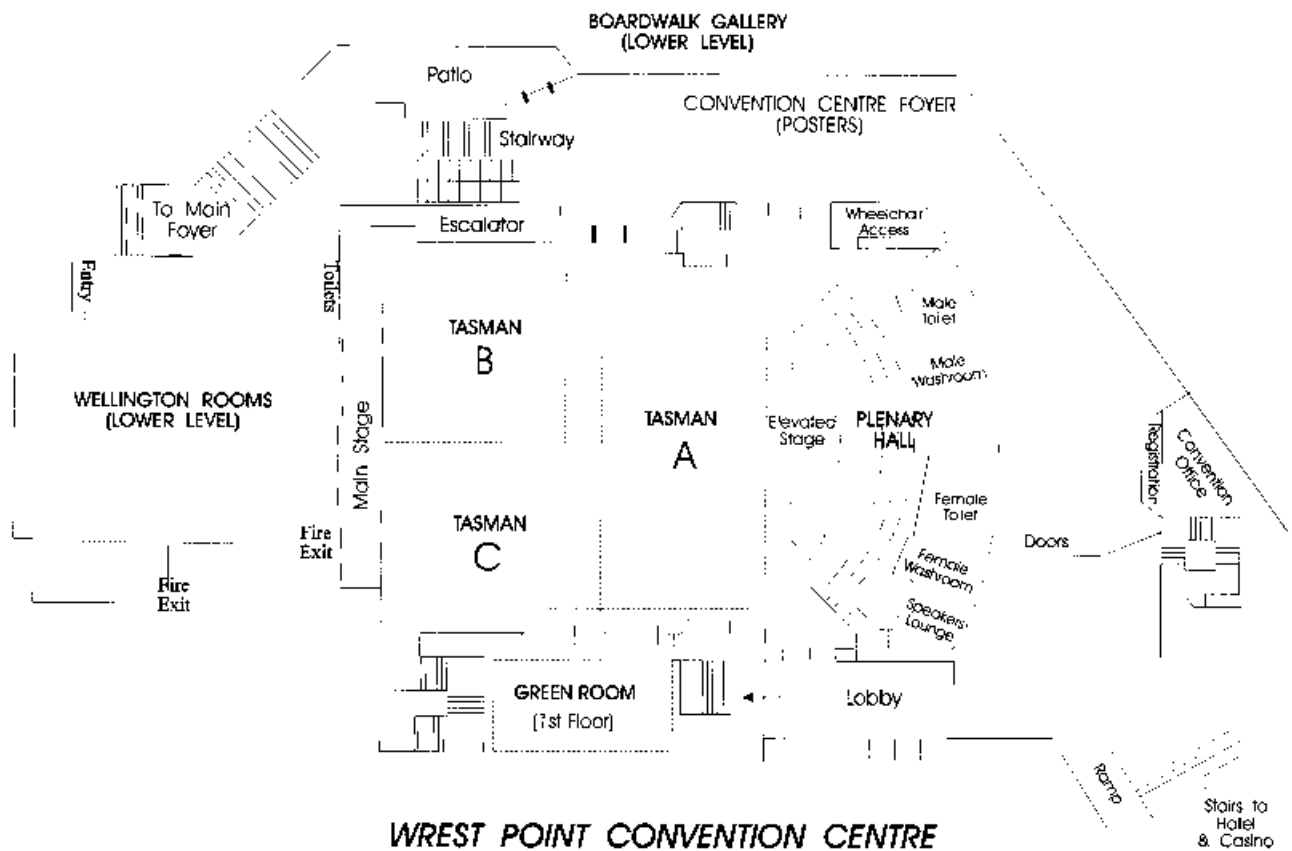 BOARDWALK GALLERY
(LOWER LEVEL)
Patio
CONVENTION CENTRE FOYER
(POSTERS)
Stairway
To Main
Foyer
Escalator
Wheelchair
Access
Entry
Toilets
Male
Toilet
TASMAN
B
Male
Washroom
WELLINGTON ROOMS
(LOWER LEVEL)
Main Stage
TASMAN
A
Elevated
Stage
PLENARY
HALL
Registration
Convention
Office
Female
Toilet
TASMAN
C
Fire
Exit
Doors
Fire
Exit
Female
Washroom
Speakers'
Lounge
GREEN ROOM
(1st Floor)
Lobby
Ramp
Stairs to
Hotel
& Casino
WREST POINT CONVENTION CENTRE